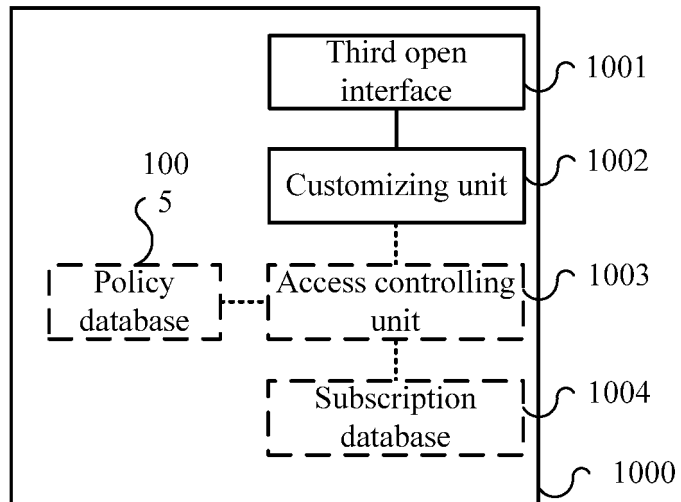 Third open
interface
1001
Customizing unit
1002
100
5
Policy
database
Access controlling
unit
1003
Subscription
database
1004
1000